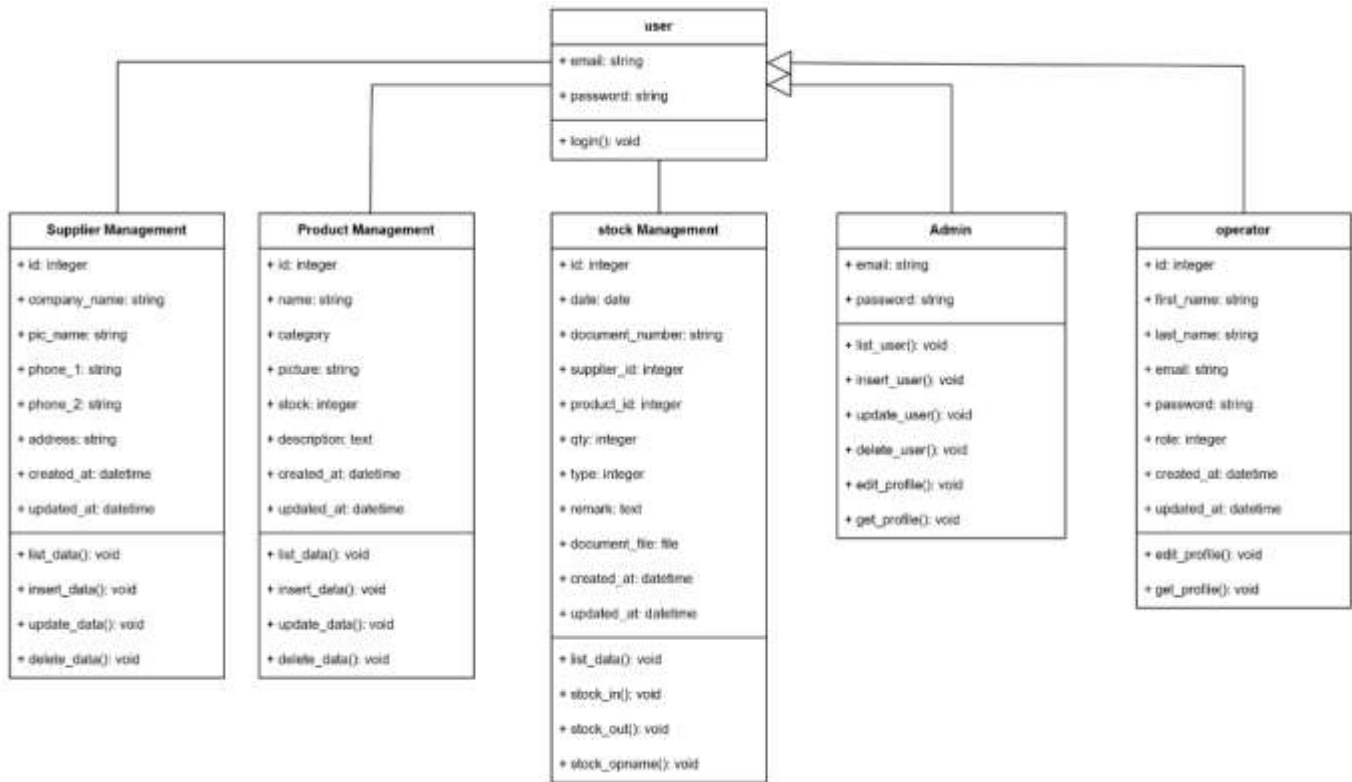 user
+ email: string
+ password: string
+ login(): void
Supplier Management
+ id: integer
+ company_name: string
+ pic_name: string
+ phone_1: string
+ phone_2: string
+ address: string
+ created_at: datetime
+ updated_at: datetime
+ list_data(): void
+ insert_data(): void
+ update_data(): void
+ delete_data(): void
Product Management
+ id: integer
+ name: string
+ category
+ picture: string
+ stock: integer
+ description: text
+ created_at: datetime
+ updated_at: datetime
+ list_data(): void
+ insert_data(): void
+ update_data(): void
+ delete_data(): void
stock Management
+ id: integer
+ date: date
+ document_number: string
+ supplier_id: integer
+ product_id: integer
+ qty: integer
+ type: integer
+ remark: text
+ document_file: file
+ created_at: datetime
+ updated_at: datetime
+ list_data(): void
+ stock_in(): void
+ stock_out(): void
+ stock_opname(): void
Admin
+ email: string
+ password: string
+ list_user(): void
+ insert_user(): void
+ update_user(): void
+ delete_user(): void
+ edit_profile(): void
+ get_profile(): void
operator
+ id: integer
+ first_name: string
+ last_name: string
+ email: string
+ password: string
+ role: integer
+ created_at: datetime
+ updated_at: datetime
+ edit_profile(): void
+ get_profile(): void